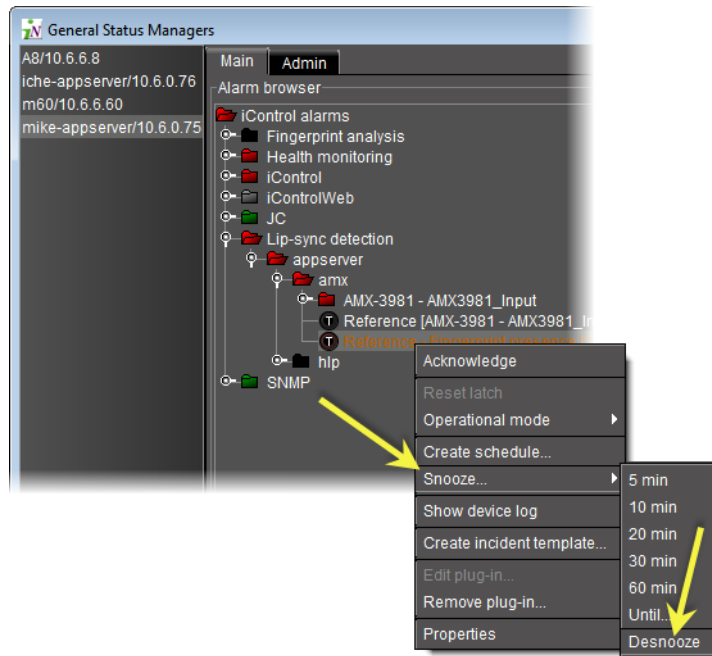 iN General Status Managers
A8/10.6.6.8
iche-appserver/10.6.0.76
m60/10.6.6.60
mike-appserver/10.6.0.75
Main Admin
Alarm browser
iControl alarms
Fingerprint analysis
Health monitoring
iControl
iControlWeb
JC
Lip-sync detection
appserver
amx
AMX-3981 - AMX3981_Input
T Reference [AMX-3981 - AMX3981_In
T Reference - Fingerprint presence
hlp
SNMP
Acknowledge
Reset latch
Operational mode
Create schedule...
Snooze...
Show device log
Create incident template...
Edit plug-in...
Remove plug-in...
Properties
5 min
10 min
20 min
30 min
60 min
Until...
Desnooze